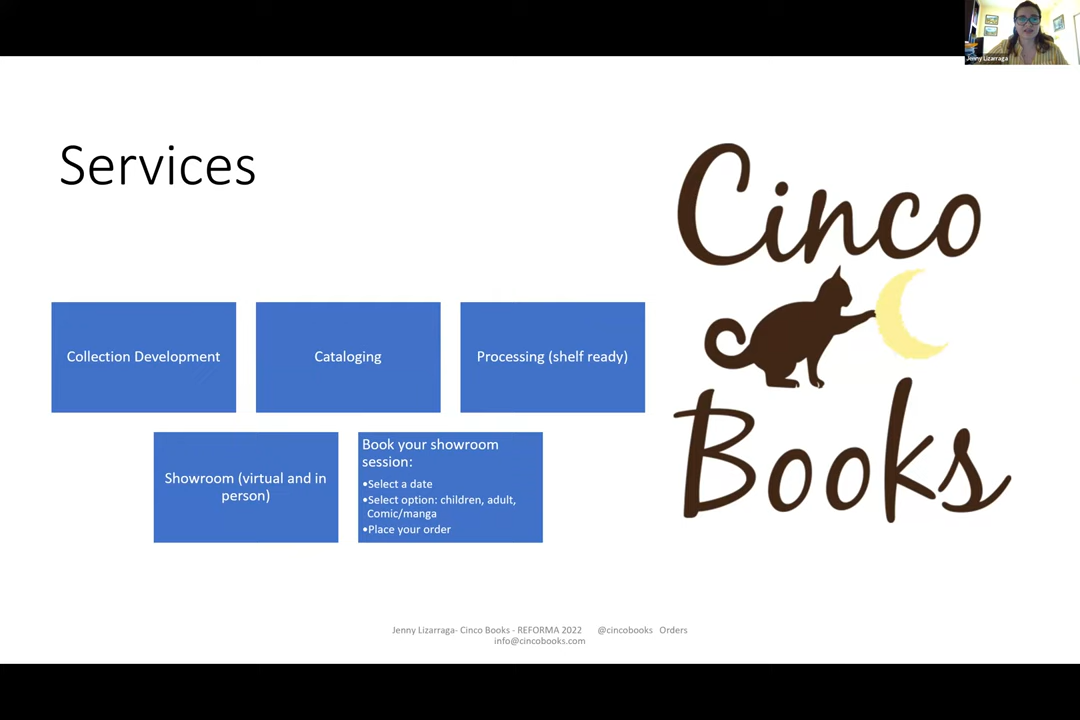 Jenny Lizarraga
Services
Cinco
Books
Collection Development
Cataloging
Processing (shelf ready)
Showroom (virtual and in
person)
Book your showroom
session:
•Select a date
•Select option: children, adult,
Comic/manga
•Place your order
Jenny Lizarraga- Cinco Books - REFORMA 2022 @cincobooks Orders
info@cincobooks.com